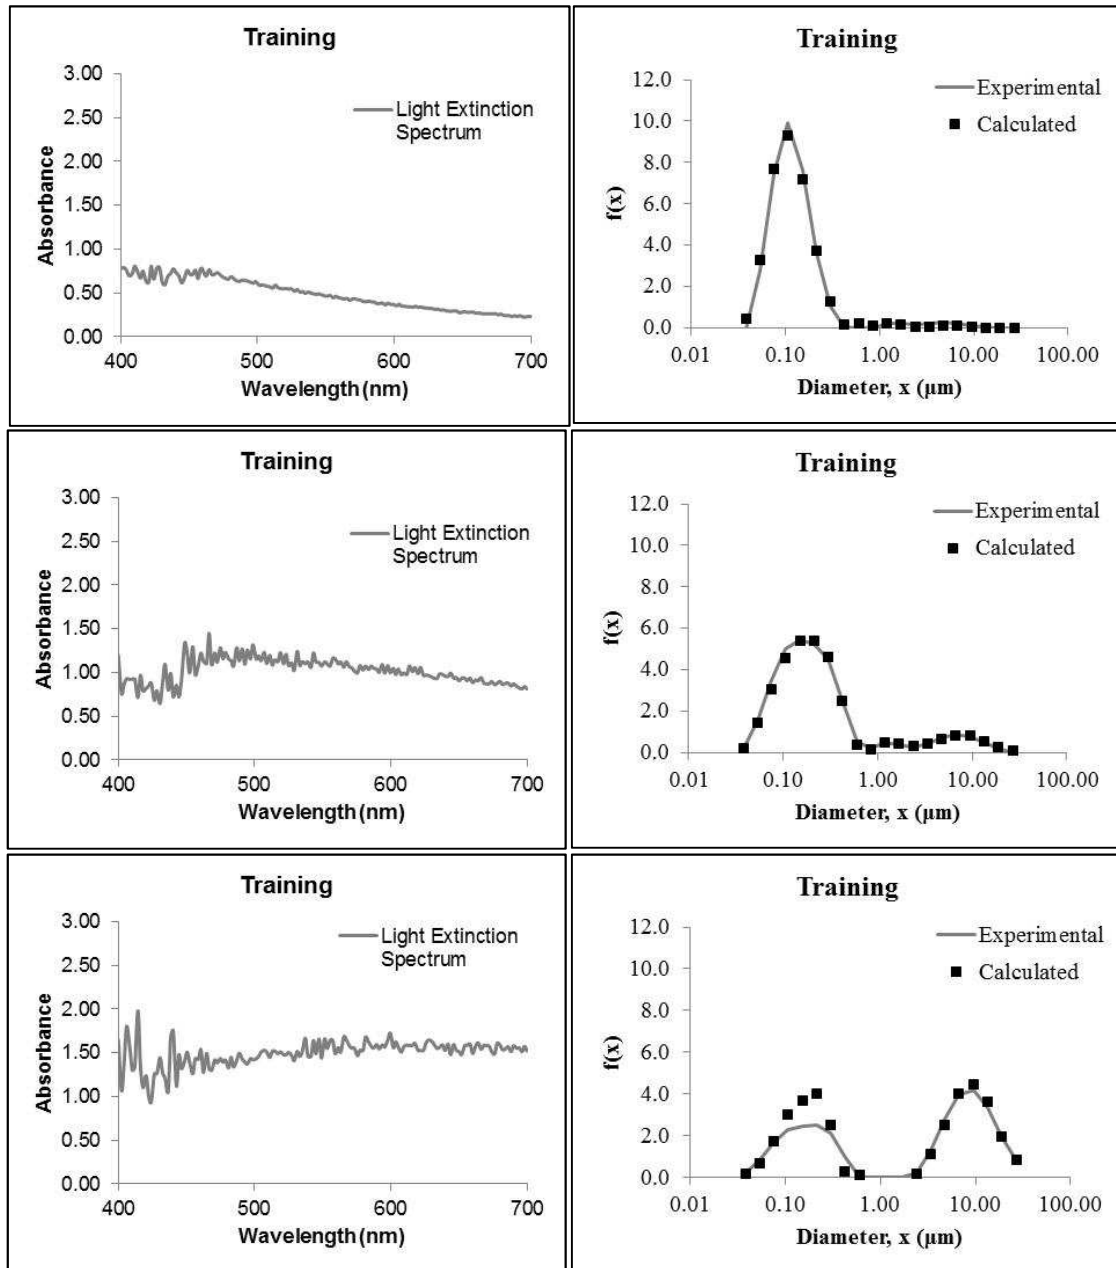 Training
3.00
2.50
2.00
1.50
1.00
0.50
0.00
Absorbance
Light Extinction
Spectrum
400 500 600 700
Wavelength (nm)
Training
12.0
10.0
8.0
6.0
4.0
2.0
0.0
f(x)
Experimental
Calculated
0.01 0.10 1.00 10.00 100.00
Diameter, x (µm)
Training
3.00
2.50
2.00
1.50
1.00
0.50
0.00
Absorbance
Light Extinction
Spectrum
400 500 600 700
Wavelength (nm)
Training
12.0
10.0
8.0
6.0
4.0
2.0
0.0
f(x)
Experimental
Calculated
0.01 0.10 1.00 10.00 100.00
Diameter, x (µm)
Training
3.00
2.50
2.00
1.50
1.00
0.50
0.00
Absorbance
Light Extinction
Spectrum
400 500 600 700
Wavelength (nm)
Training
12.0
10.0
8.0
6.0
4.0
2.0
0.0
f(x)
Experimental
Calculated
0.01 0.10 1.00 10.00 100.00
Diameter, x (µm)